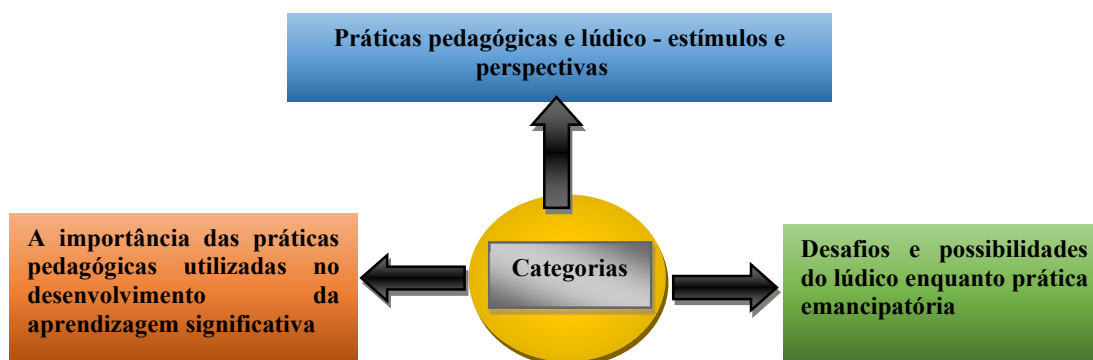 Práticas pedagógicas e lúdico - estímulos e
perspectivas
A importância das práticas
pedagógicas utilizadas no
desenvolvimento da
aprendizagem significativa
Categorias
Desafios e possibilidades
do lúdico enquanto prática
emancipatória